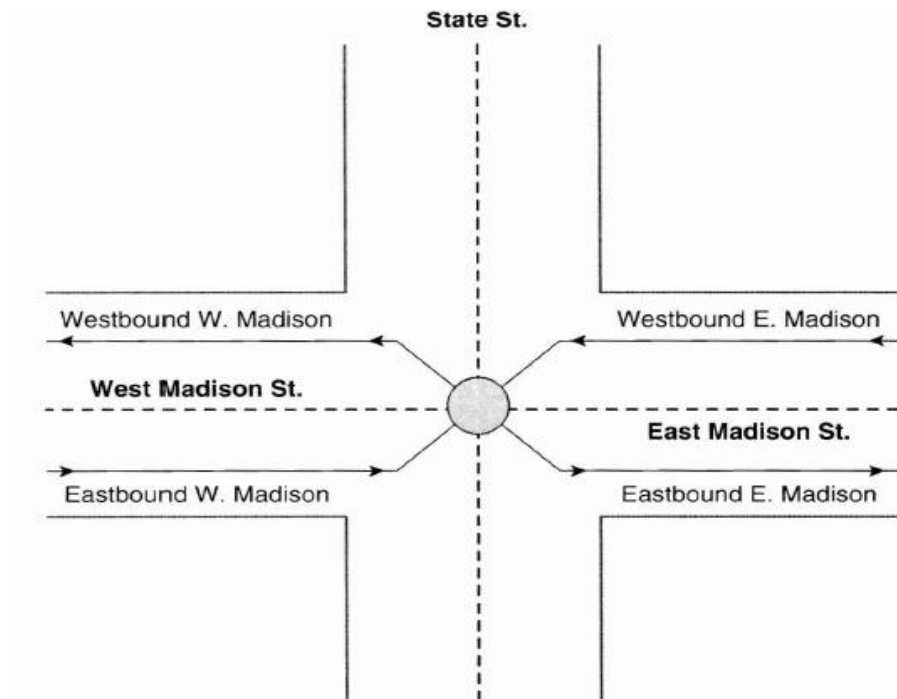 State St.
Westbound W. Madison
Westbound E. Madison
West Madison St.
East Madison St.
Eastbound W. Madison
Eastbound E. Madison